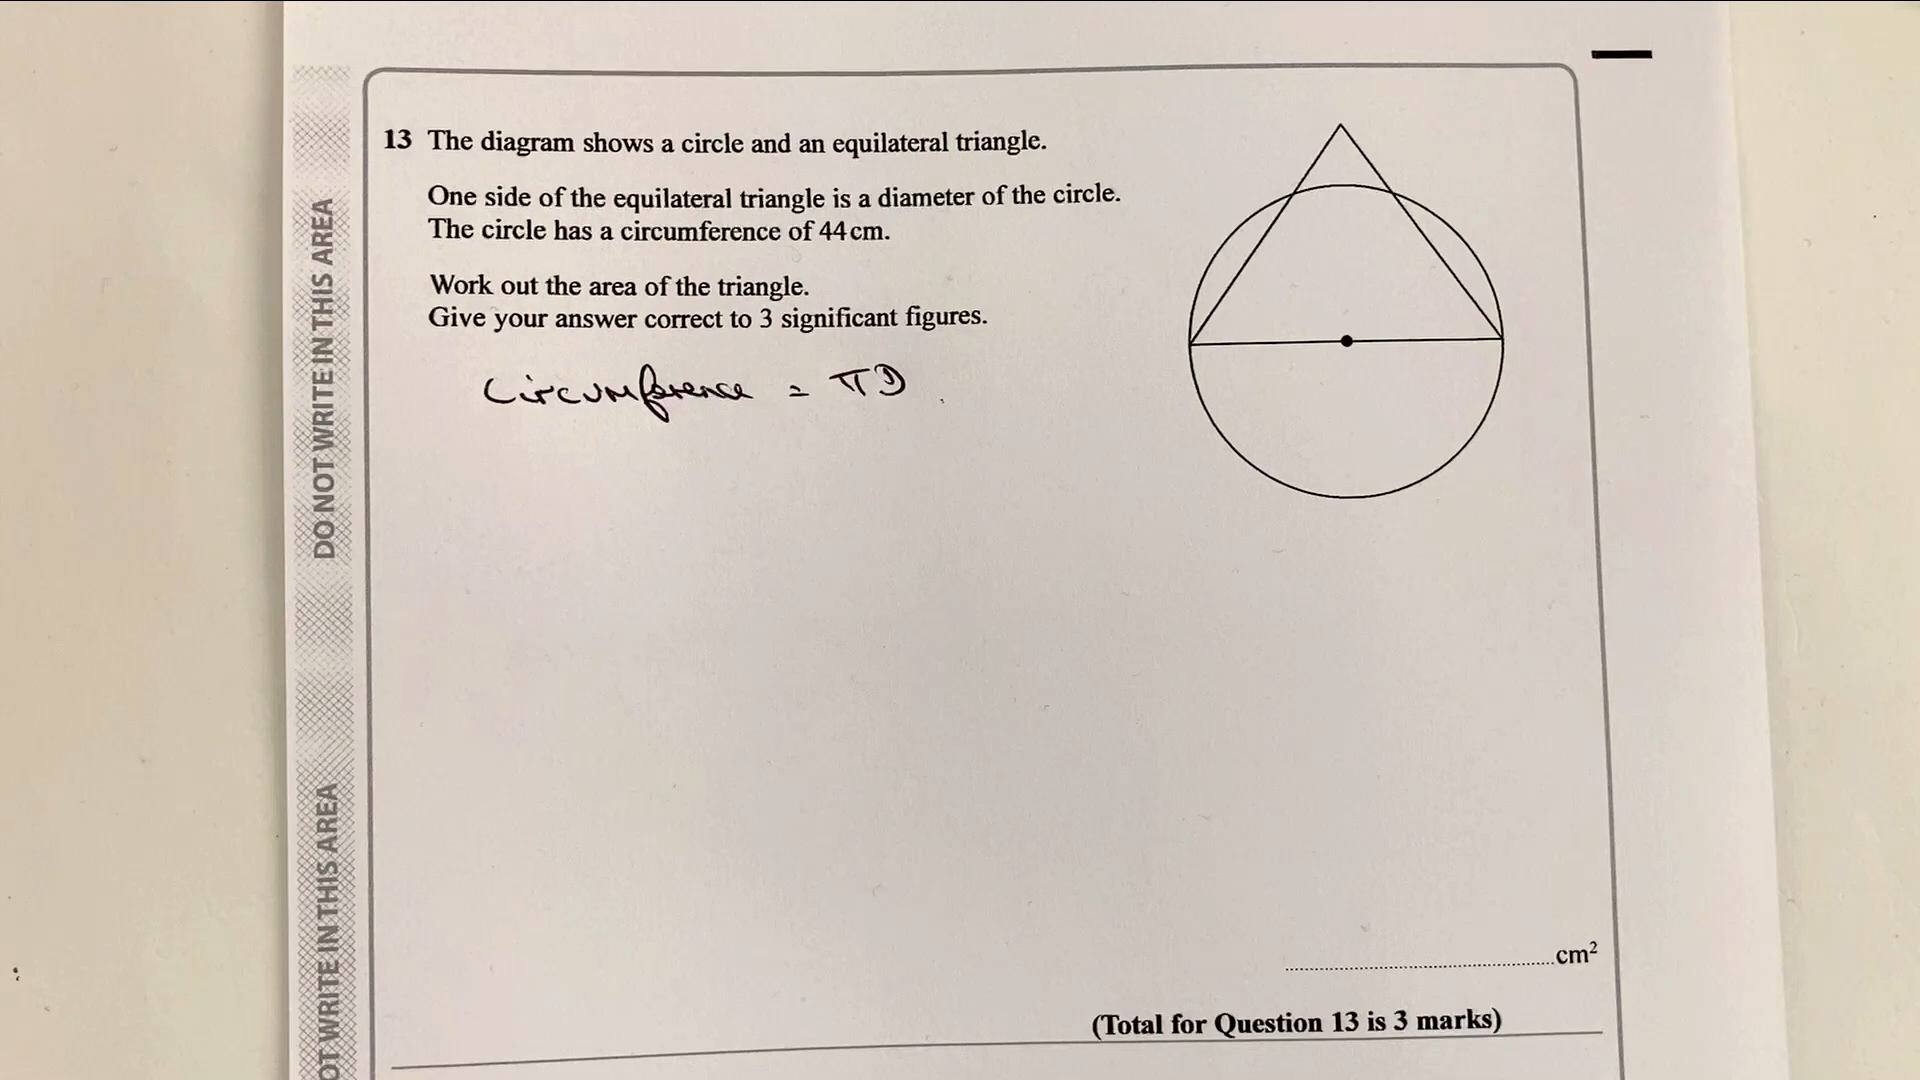 DO NOT WRITE IN THIS AREA
OT WRITE IN THIS AREA
13 The diagram shows a circle and an equilateral triangle.
One side of the equilateral triangle is a diameter of the circle.
The circle has a circumference of 44 cm.
Work out the area of the triangle.
Give your answer correct to 3 significant figures.
Circumference = πD
cm²
(Total for Question 13 is 3 marks)